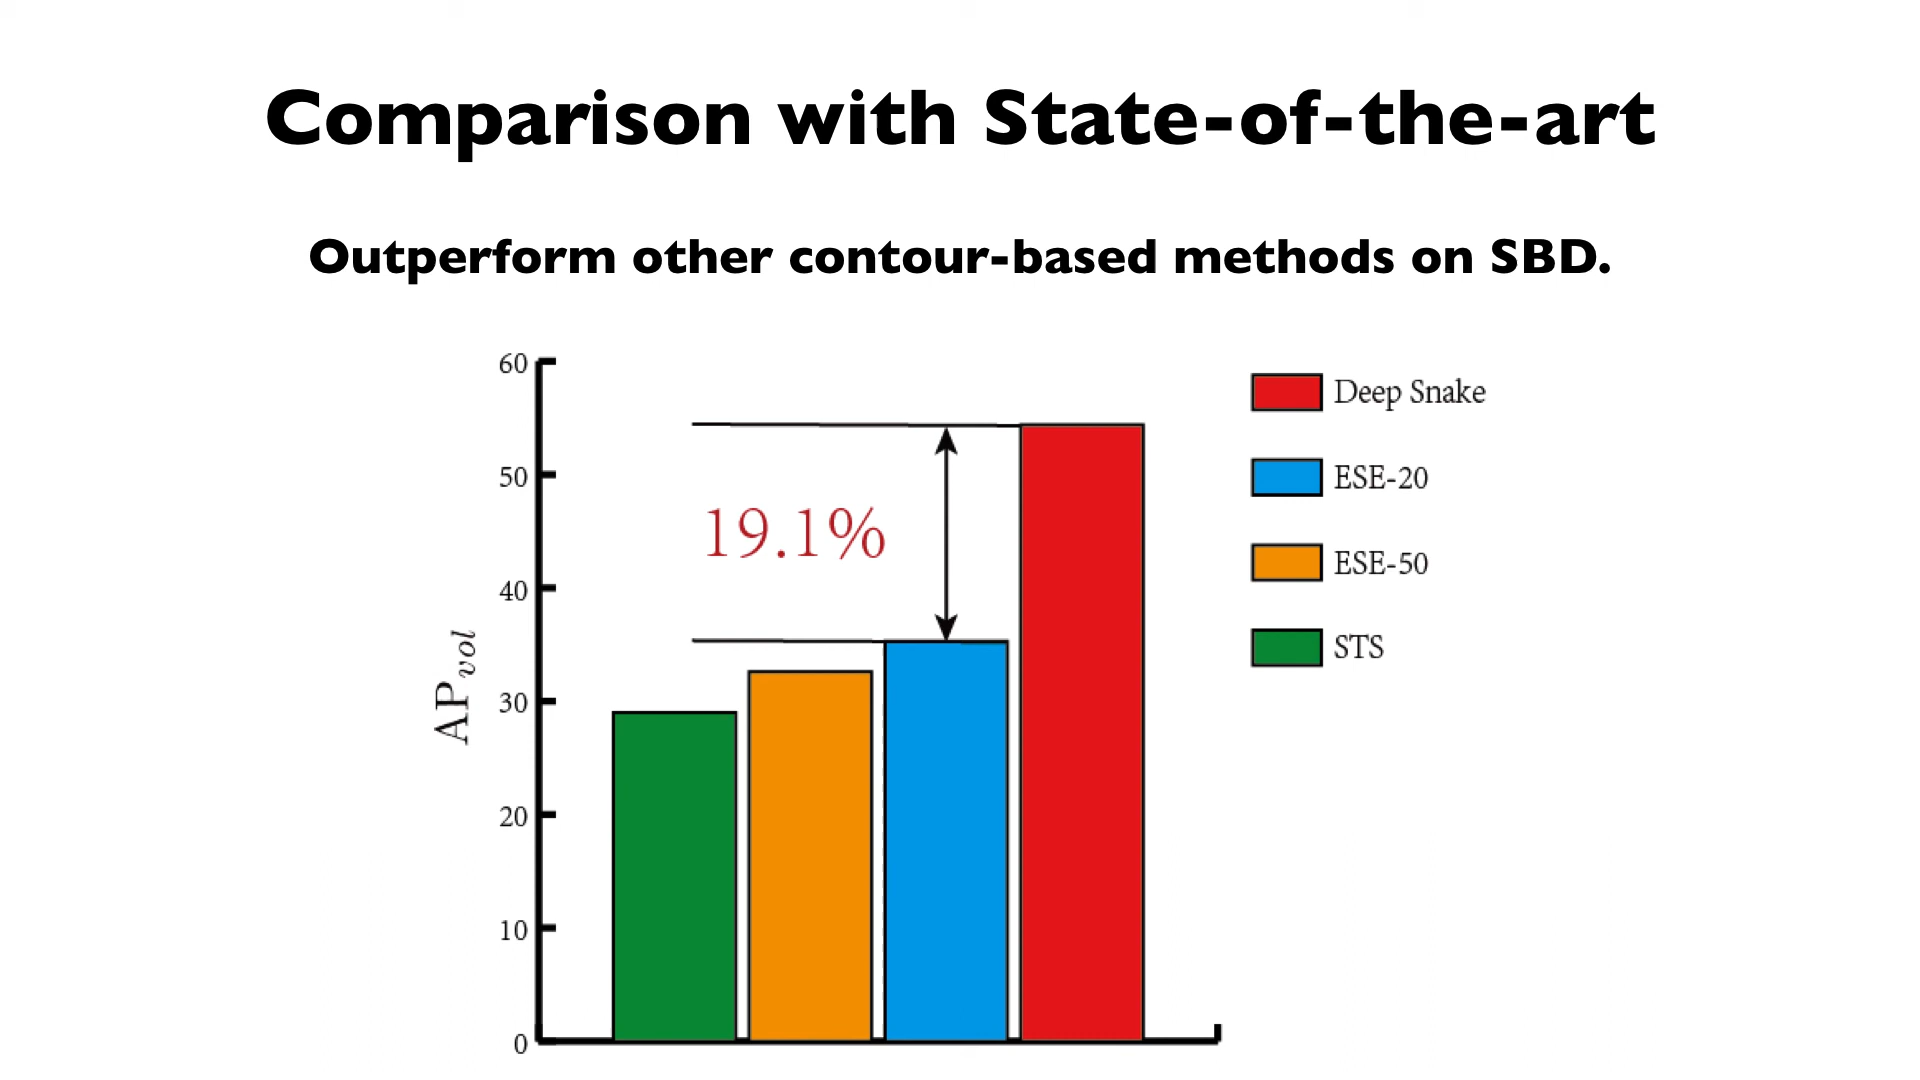 Comparison with State-of-the-art
Outperform other contour-based methods on SBD.
60
50
40
30
20
10
0
APvol
19.1%
Deep Snake
ESE-20
ESE-50
STS